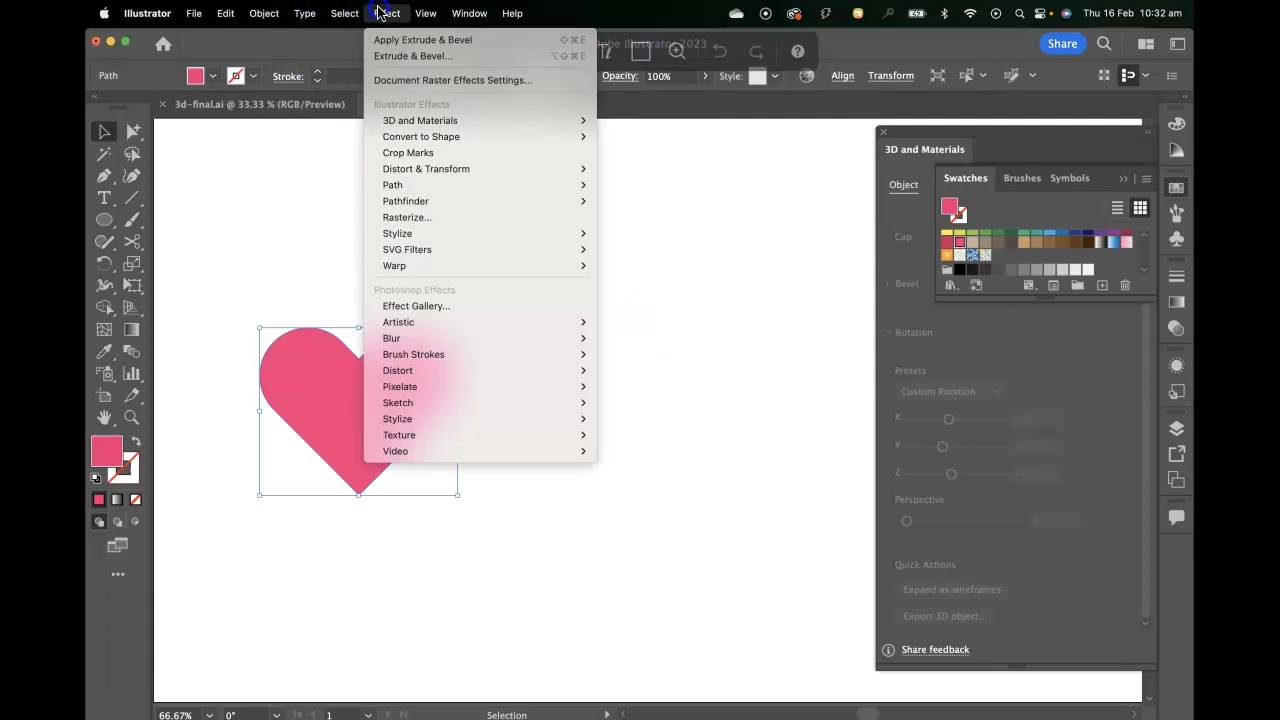 Illustrator File Edit Object Type Select Effect View Window Help Thu 16 Feb 10:32 am
Adobe Illustrator 2023 Share
Path Stroke: Opacity: 100% Style: Align Transform
3d-final.ai @ 33.33 % (RGB/Preview)
Apply Extrude & Bevel ⇧⌘E
Extrude & Bevel... ⌥⇧⌘E
Document Raster Effects Settings...
Illustrator Effects
3D and Materials
Convert to Shape
Crop Marks
Distort & Transform
Path
Pathfinder
Rasterize...
Stylize
SVG Filters
Warp
Photoshop Effects
Effect Gallery...
Artistic
Blur
Brush Strokes
Distort
Pixelate
Sketch
Stylize
Texture
Video
3D and Materials
Object
Swatches Brushes Symbols
Cap
Bevel
Rotation
Presets
Custom Rotation
X
Y
Z
Perspective
Quick Actions
Expand as wireframes
Export 3D object...
Share feedback
66.67% 0° 1 Selection